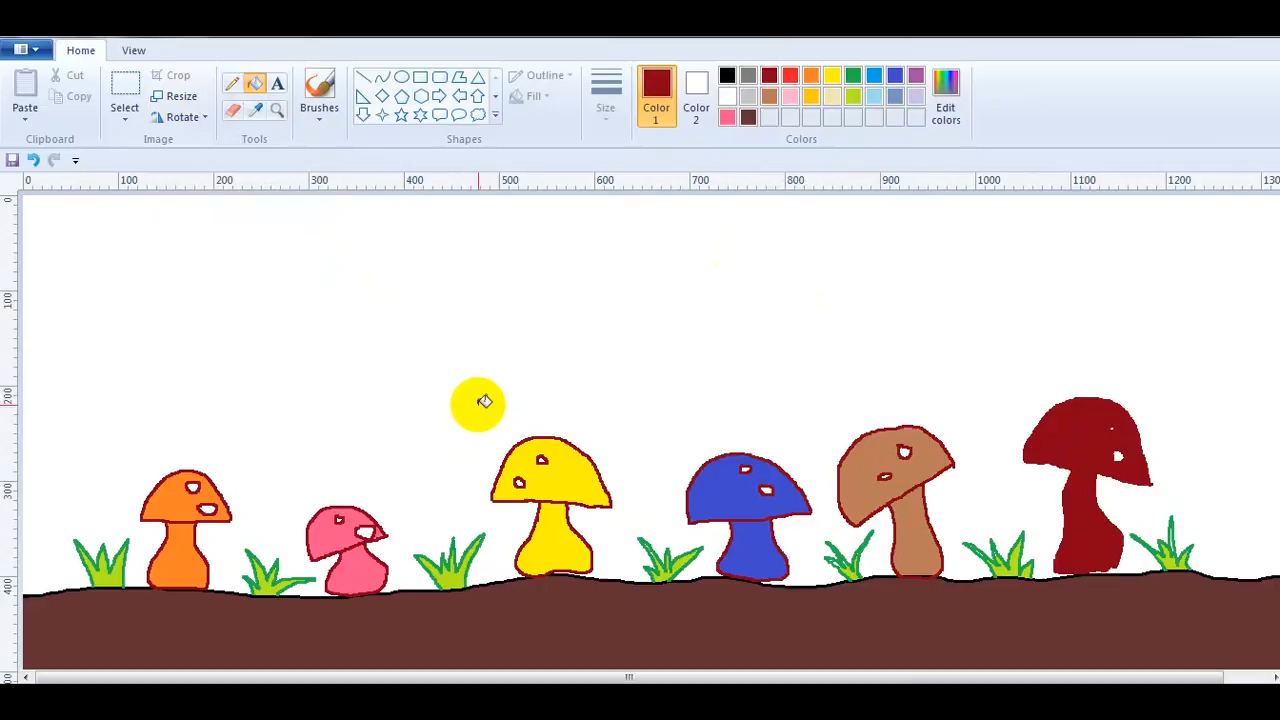 Home View
Paste
Clipboard
Cut
Copy
Select
Crop
Resize
Rotate
Image
A
Tools
Brushes
Shapes
Outline
Fill
Size
Color 1
Color 2
Edit colors
Colors
0 100 200 300 400 500 600 700 800 900 1000 1100 1200 130
0
100
200
300
400